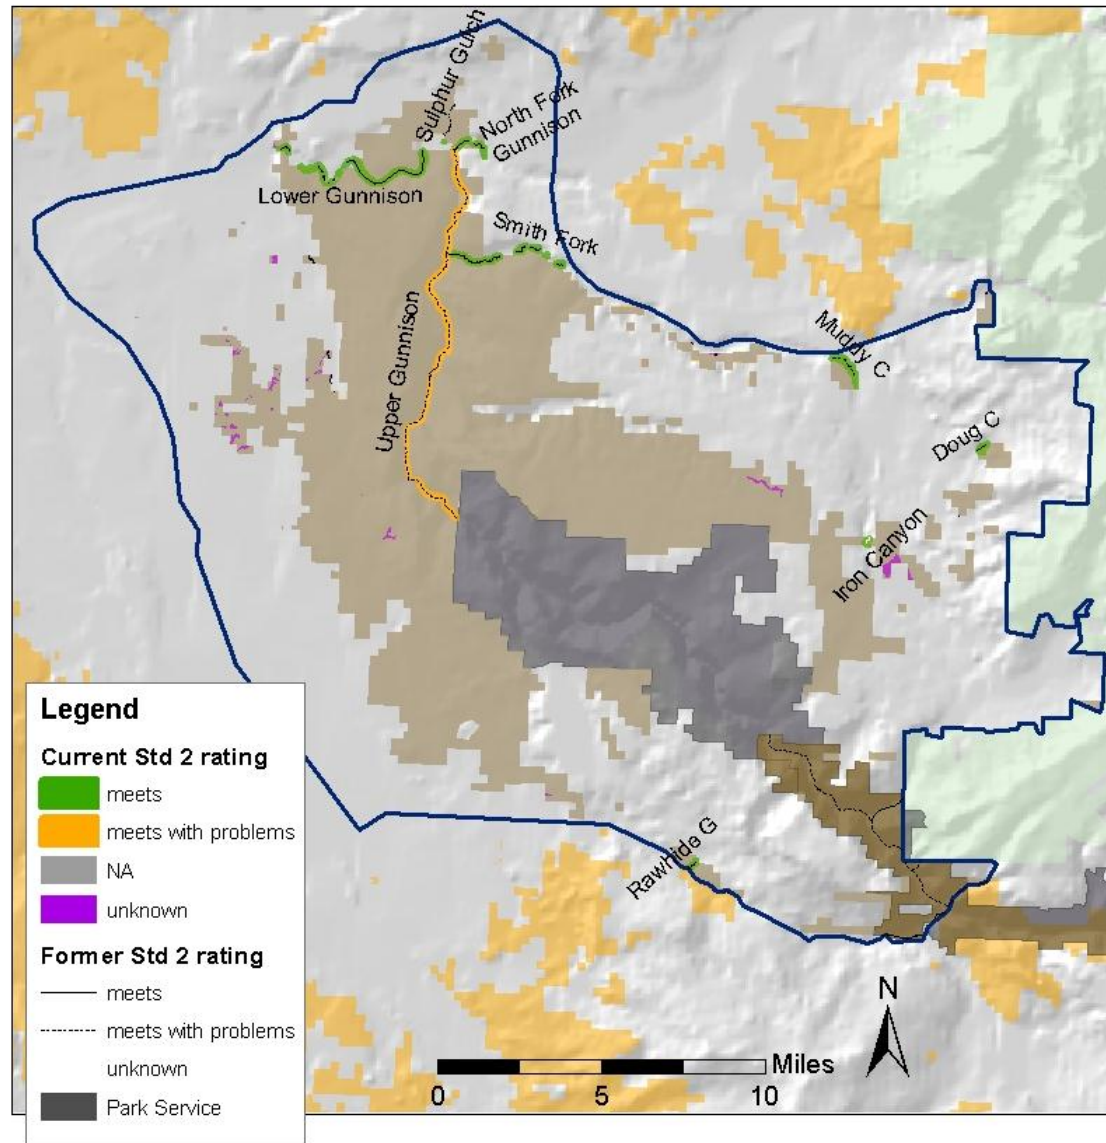 Sulphur Gulch
North Fork
Gunnison
Lower Gunnison
Smith Fork
Upper Gunnison
Muddy C
Doug C
Iron Canyon
Rawhide G
Legend
Current Std 2 rating
meets
meets with problems
NA
unknown
Former Std 2 rating
meets
meets with problems
unknown
Park Service
N
Miles
0 5 10